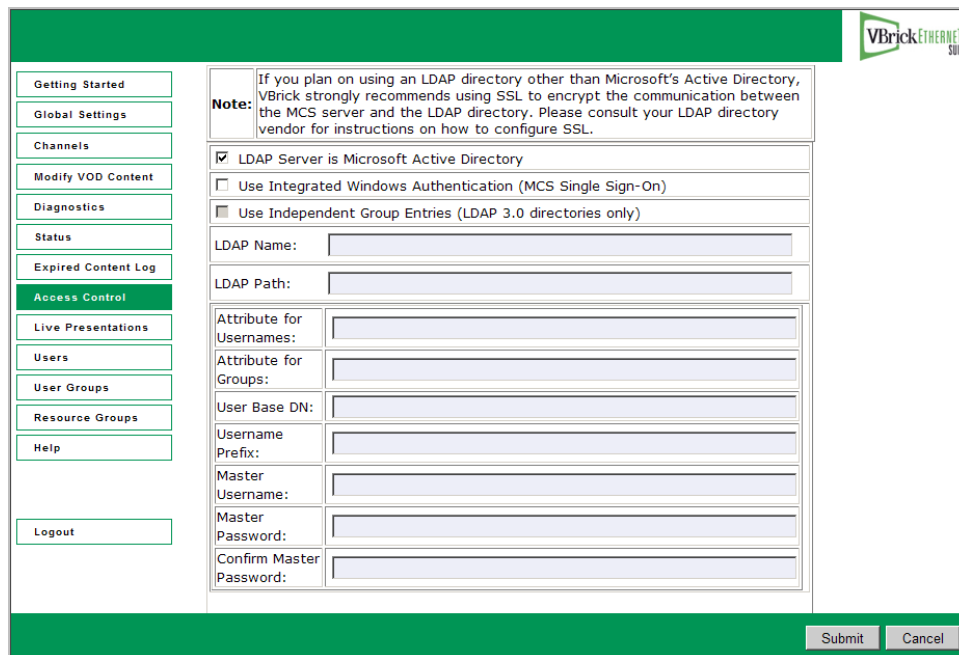 VBrick ETHERNE
SUI
Getting Started
Global Settings
Channels
Modify VOD Content
Diagnostics
Status
Expired Content Log
Access Control
Live Presentations
Users
User Groups
Resource Groups
Help
Logout
Note:
If you plan on using an LDAP directory other than Microsoft's Active Directory,
VBrick strongly recommends using SSL to encrypt the communication between
the MCS server and the LDAP directory. Please consult your LDAP directory
vendor for instructions on how to configure SSL.
LDAP Server is Microsoft Active Directory
Use Integrated Windows Authentication (MCS Single Sign-On)
Use Independent Group Entries (LDAP 3.0 directories only)
LDAP Name:
LDAP Path:
Attribute for
Usernames:
Attribute for
Groups:
User Base DN:
Username
Prefix:
Master
Username:
Master
Password:
Confirm Master
Password:
Submit
Cancel